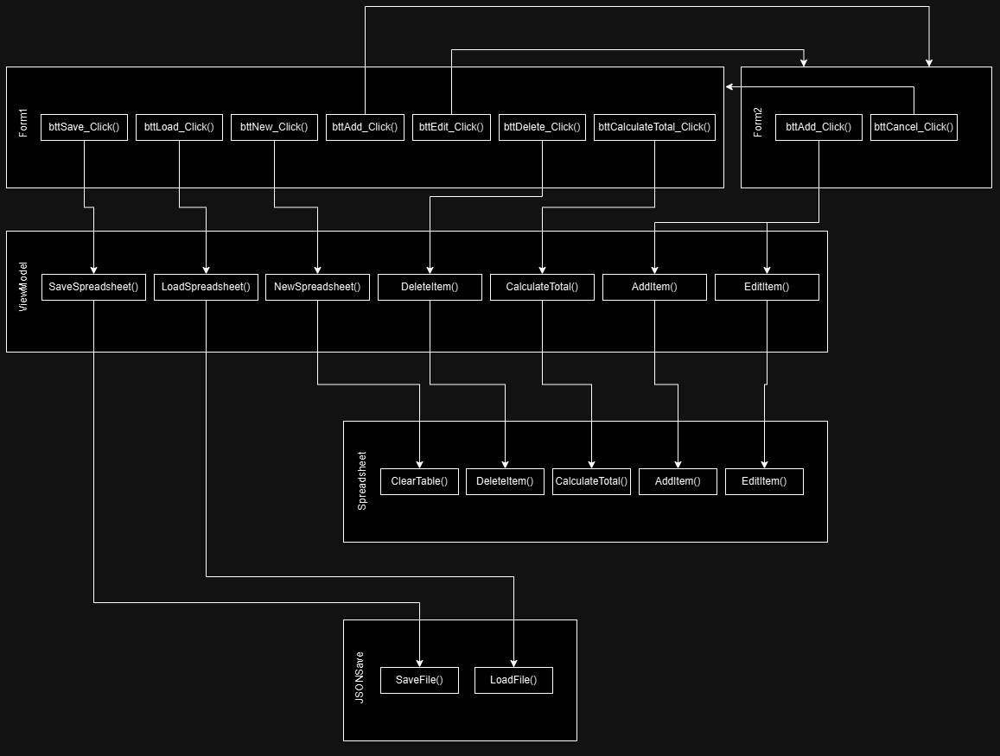 Form1
bttSave_Click()
bttLoad_Click()
bttNew_Click()
bttAdd_Click()
bttEdit_Click()
bttDelete_Click()
bttCalculateTotal_Click()
Form2
bttAdd_Click()
bttCancel_Click()
ViewModel
SaveSpreadsheet()
LoadSpreadsheet()
NewSpreadsheet()
DeleteItem()
CalculateTotal()
AddItem()
EditItem()
Spreadsheet
ClearTable()
DeleteItem()
CalculateTotal()
AddItem()
EditItem()
JSONSave
SaveFile()
LoadFile()